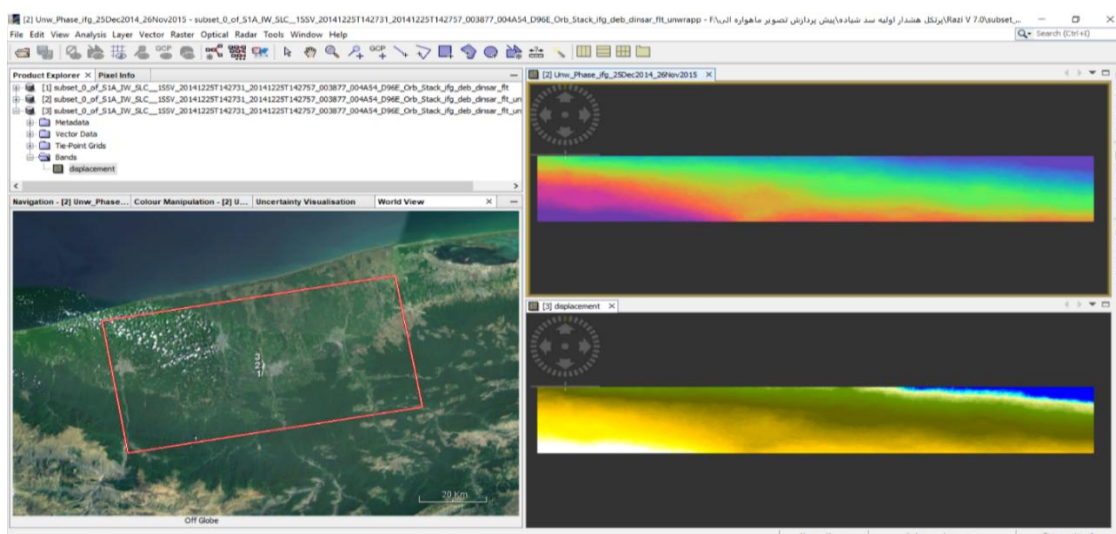 [2] Unw_Phase_ifg_25Dec2014_26Nov2015 - subset_0_of_S1A_IW_SLC__1SSV_20141225T142731_20141225T142757_003877_004A54_D96E_Orb_Stack_ifg_deb_dinsar_flt_unwrapp - F:\پرتکل هشدار اولیه سد شیاده\پیش پردازش تصویر ماهواره ای\Razi V 7.0\subset_...
File Edit View Analysis Layer Vector Raster Optical Radar Tools Window Help
Search (Ctrl+I)
GCP
GCP
Product Explorer Pixel Info
[1] subset_0_of_S1A_IW_SLC__1SSV_20141225T142731_20141225T142757_003877_004A54_D96E_Orb_Stack_ifg_deb_dinsar_flt
[2] subset_0_of_S1A_IW_SLC__1SSV_20141225T142731_20141225T142757_003877_004A54_D96E_Orb_Stack_ifg_deb_dinsar_flt_un
[3] subset_0_of_S1A_IW_SLC__1SSV_20141225T142731_20141225T142757_003877_004A54_D96E_Orb_Stack_ifg_deb_dinsar_flt_un
Metadata
Vector Data
Tie-Point Grids
Bands
displacement
Navigation - [2] Unw_Phase... Colour Manipulation - [2] U... Uncertainty Visualisation World View
20 Km
Off Globe
[2] Unw_Phase_ifg_25Dec2014_26Nov2015
[3] displacement